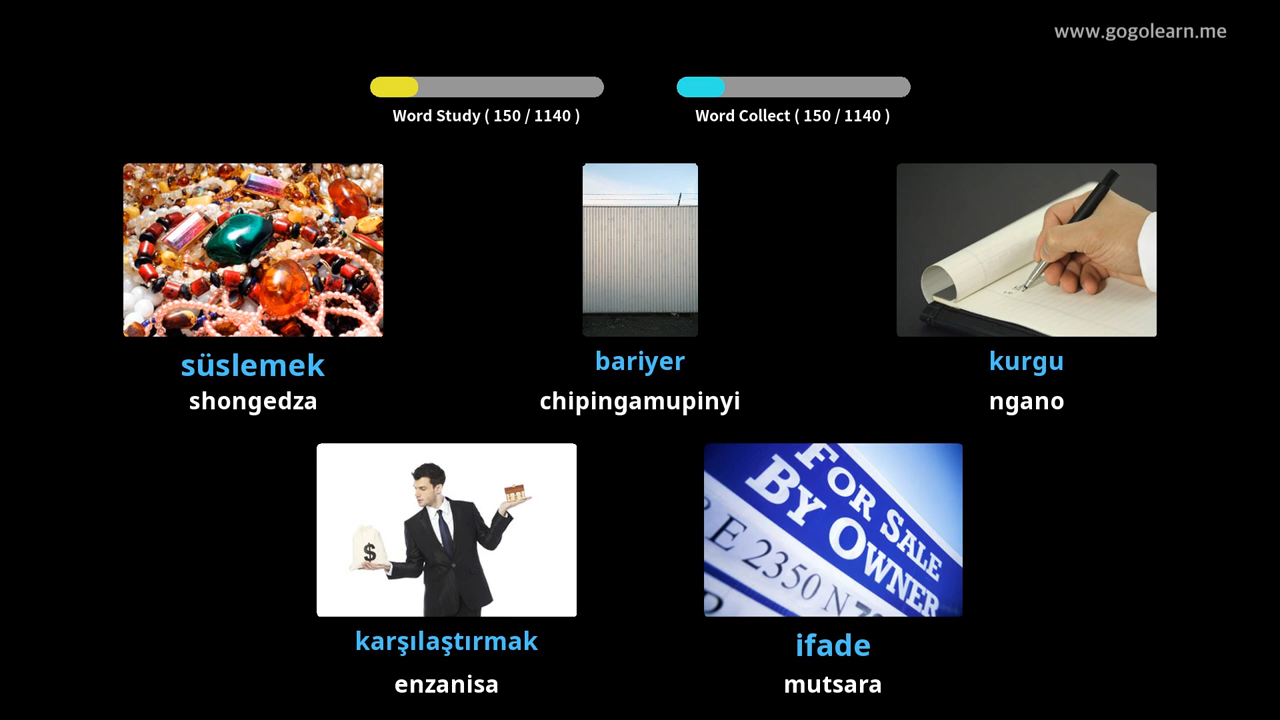 www.gogolearn.me
Word Study ( 150 / 1140 )
Word Collect ( 150 / 1140 )
süslemek
shongedza
bariyer
chipingamupinyi
kurgu
ngano
FOR SALE
BY OWNER
E 2350 N
$
karşılaştırmak
enzanisa
ifade
mutsara